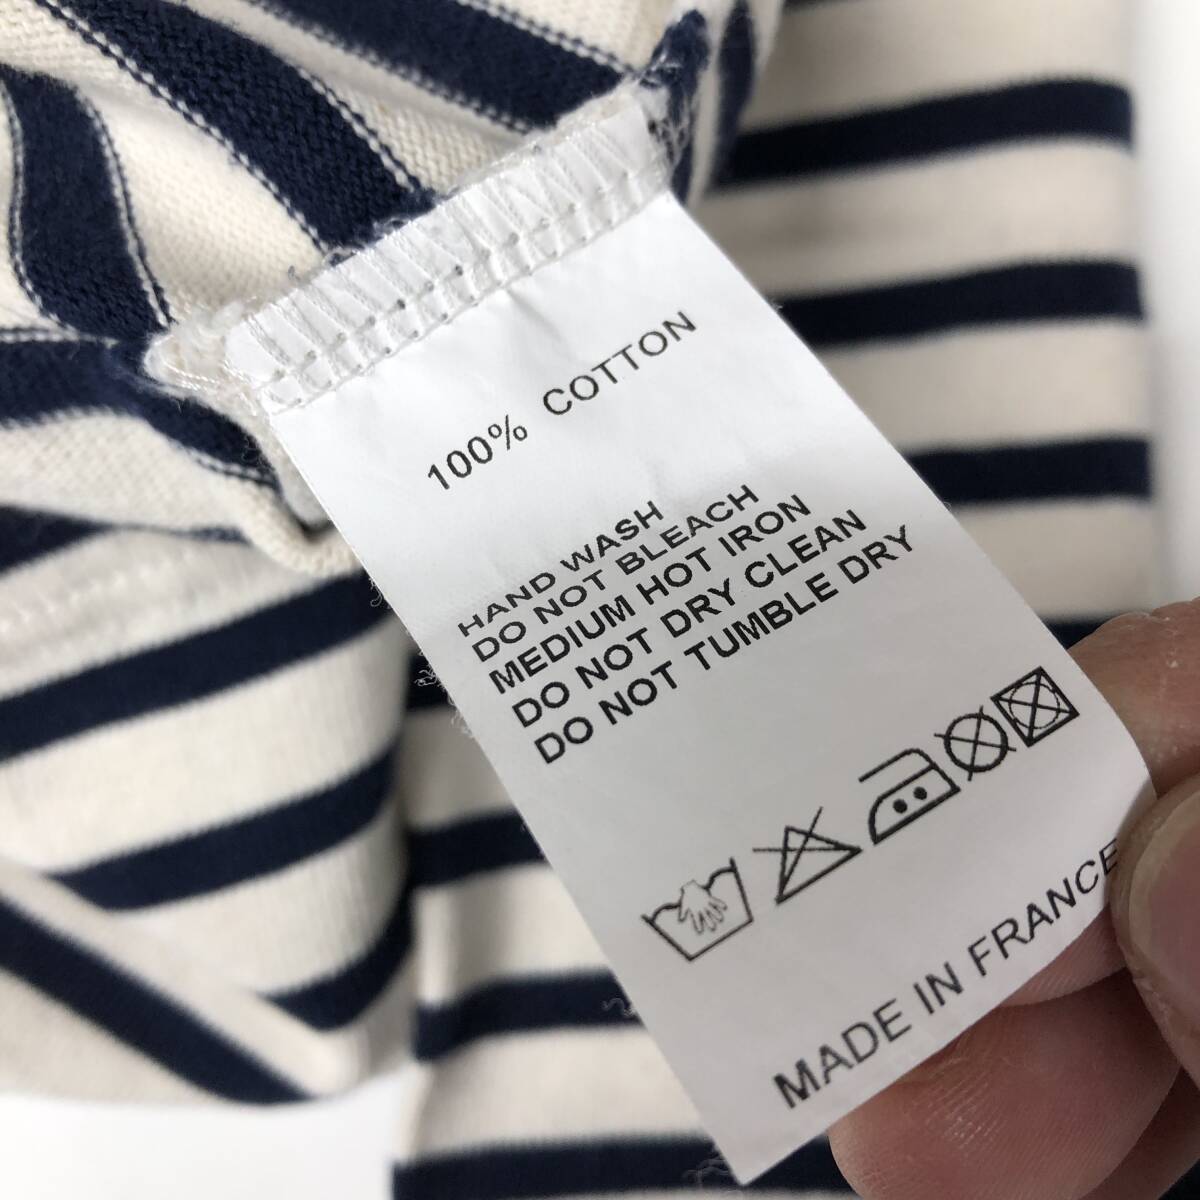 100% COTTON
HAND WASH
DO NOT BLEACH
MEDIUM HOT IRON
DO NOT DRY CLEAN
DO NOT TUMBLE DRY
MADE IN FRANCE